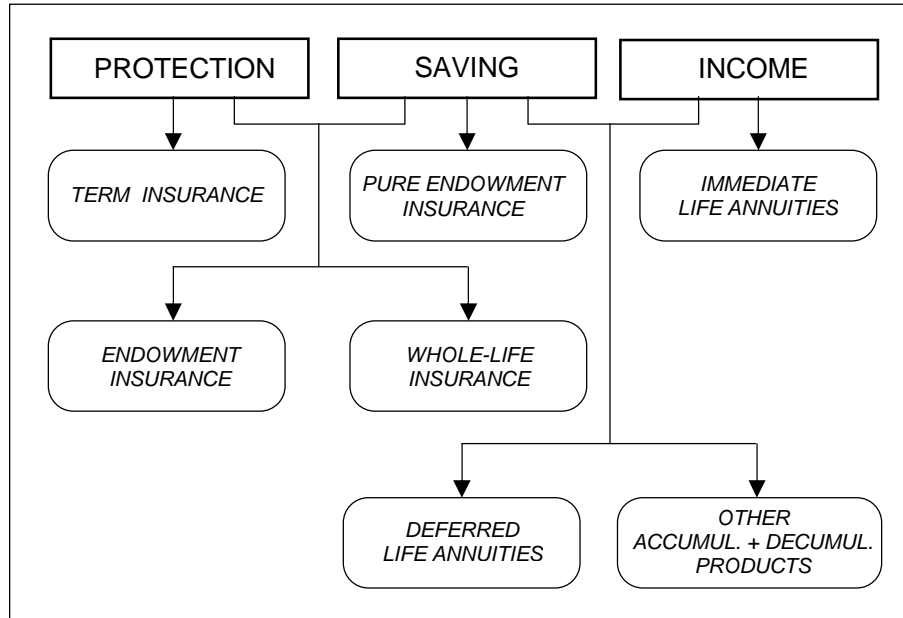 PROTECTION
SAVING
INCOME
TERM INSURANCE
PURE ENDOWMENT
INSURANCE
IMMEDIATE
LIFE ANNUITIES
ENDOWMENT
INSURANCE
WHOLE-LIFE
INSURANCE
DEFERRED
LIFE ANNUITIES
OTHER
ACCUMUL. + DECUMUL.
PRODUCTS